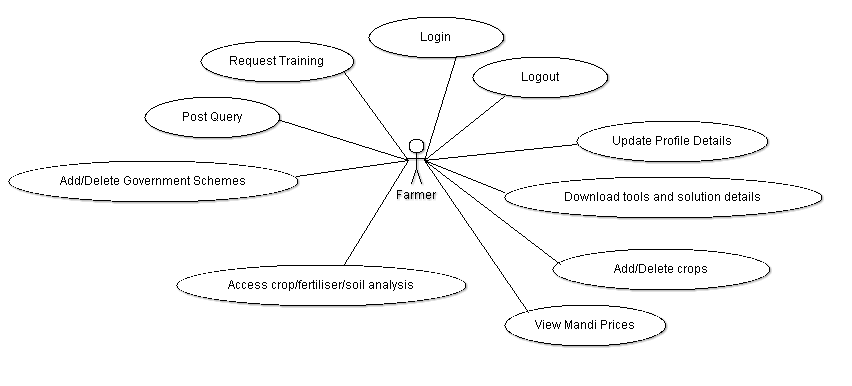 Login
Request Training
Logout
Post Query
Update Profile Details
Add/Delete Government Schemes
Farmer
Download tools and solution details
Add/Delete crops
Access crop/fertiliser/soil analysis
View Mandi Prices